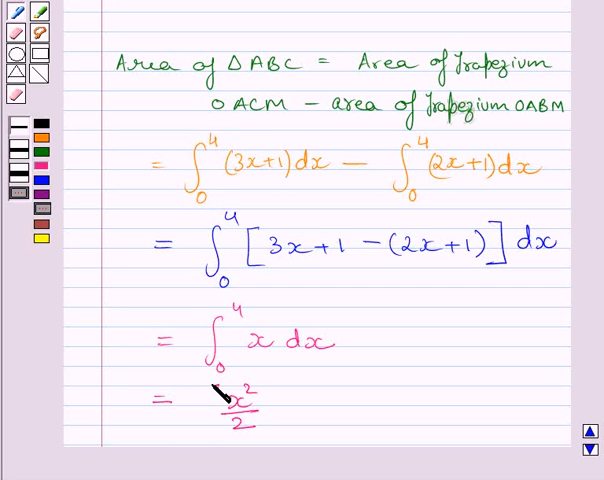 Area of △ABC = Area of Trapezium
OACM − area of Trapezium OABM
= ∫₀⁴ (3x+1)dx − ∫₀⁴ (2x+1)dx
= ∫₀⁴ [3x+1 −(2x+1)] dx
= ∫₀⁴ x dx
= x²/2